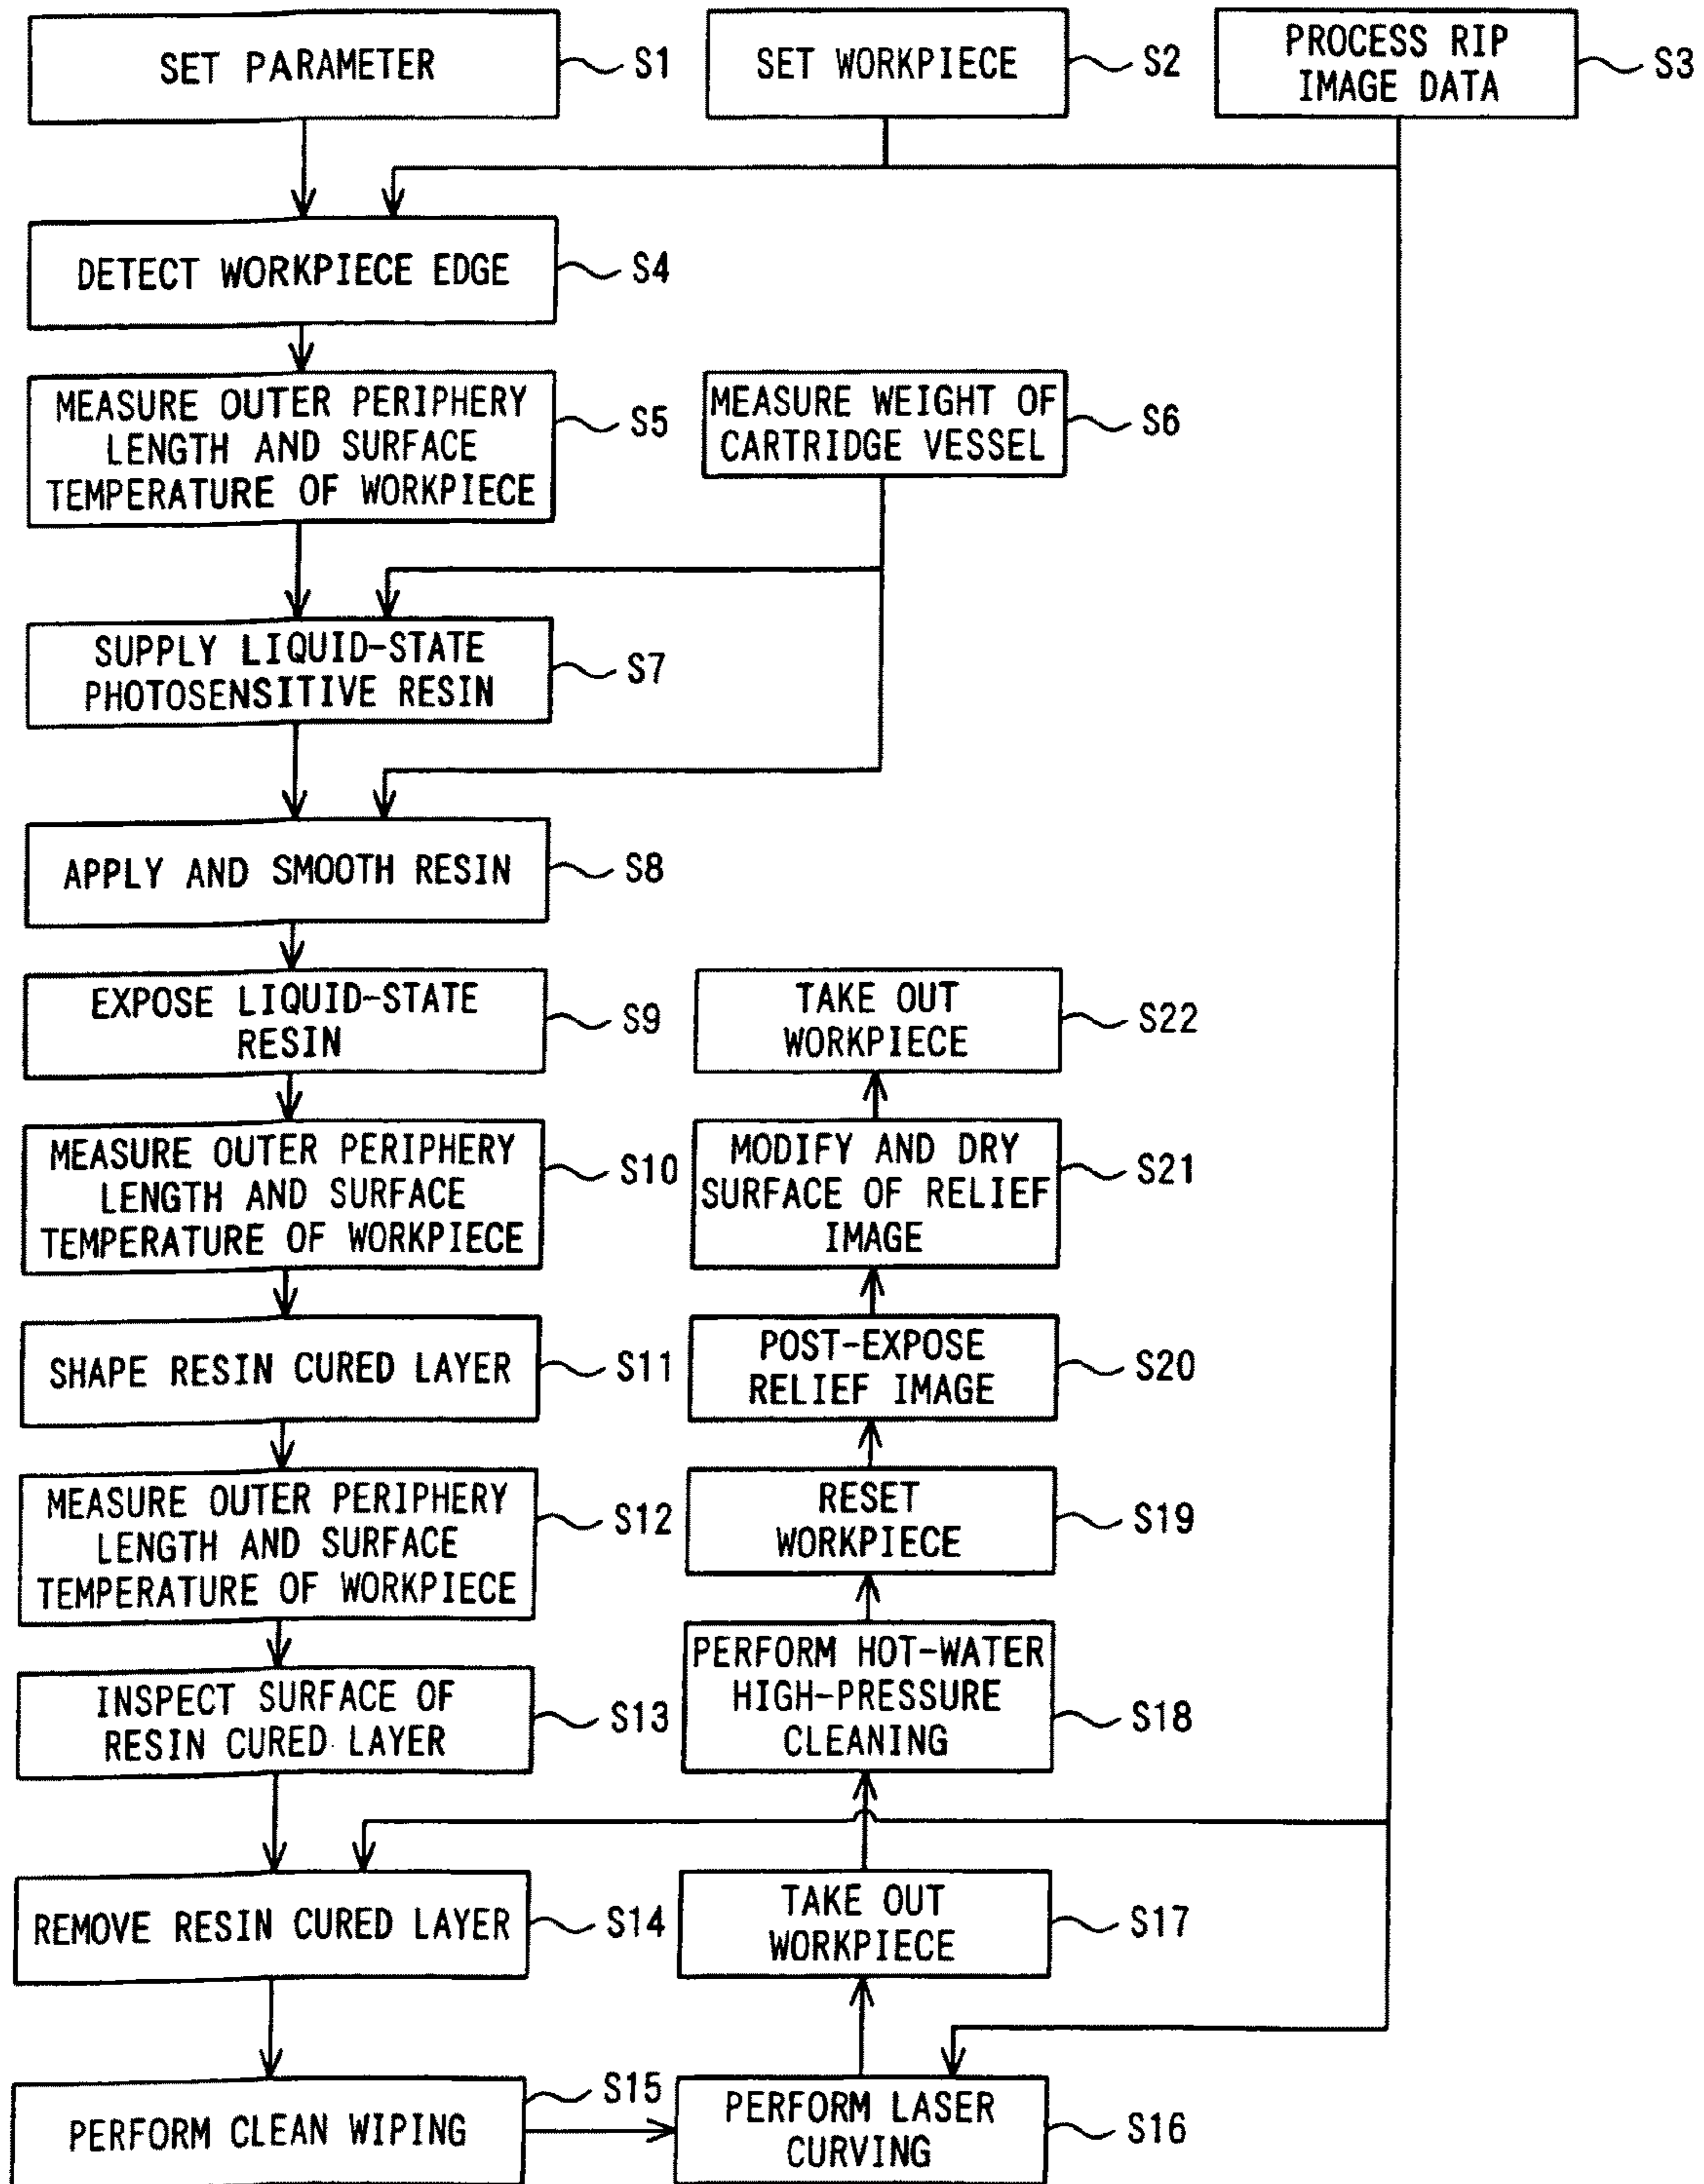 SET PARAMETER
S1
SET WORKPIECE
S2
PROCESS RIP
IMAGE DATA
S3
DETECT WORKPIECE EDGE
S4
MEASURE OUTER PERIPHERY
LENGTH AND SURFACE
TEMPERATURE OF WORKPIECE
S5
MEASURE WEIGHT OF
CARTRIDGE VESSEL
S6
SUPPLY LIQUID-STATE
PHOTOSENSITIVE RESIN
S7
APPLY AND SMOOTH RESIN
S8
EXPOSE LIQUID-STATE
RESIN
S9
MEASURE OUTER PERIPHERY
LENGTH AND SURFACE
TEMPERATURE OF WORKPIECE
S10
SHAPE RESIN CURED LAYER
S11
MEASURE OUTER PERIPHERY
LENGTH AND SURFACE
TEMPERATURE OF WORKPIECE
S12
INSPECT SURFACE OF
RESIN CURED LAYER
S13
REMOVE RESIN CURED LAYER
S14
PERFORM CLEAN WIPING
S15
PERFORM LASER
CURVING
S16
TAKE OUT
WORKPIECE
S17
PERFORM HOT-WATER
HIGH-PRESSURE
CLEANING
S18
RESET
WORKPIECE
S19
POST-EXPOSE
RELIEF IMAGE
S20
MODIFY AND DRY
SURFACE OF RELIEF
IMAGE
S21
TAKE OUT
WORKPIECE
S22